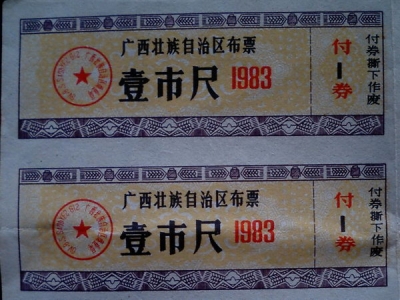 广西壮族自治区布票
壹市尺 1983
付1券
付券撕下作废
广西壮族自治区布票
壹市尺 1983
付1券
付券撕下作废